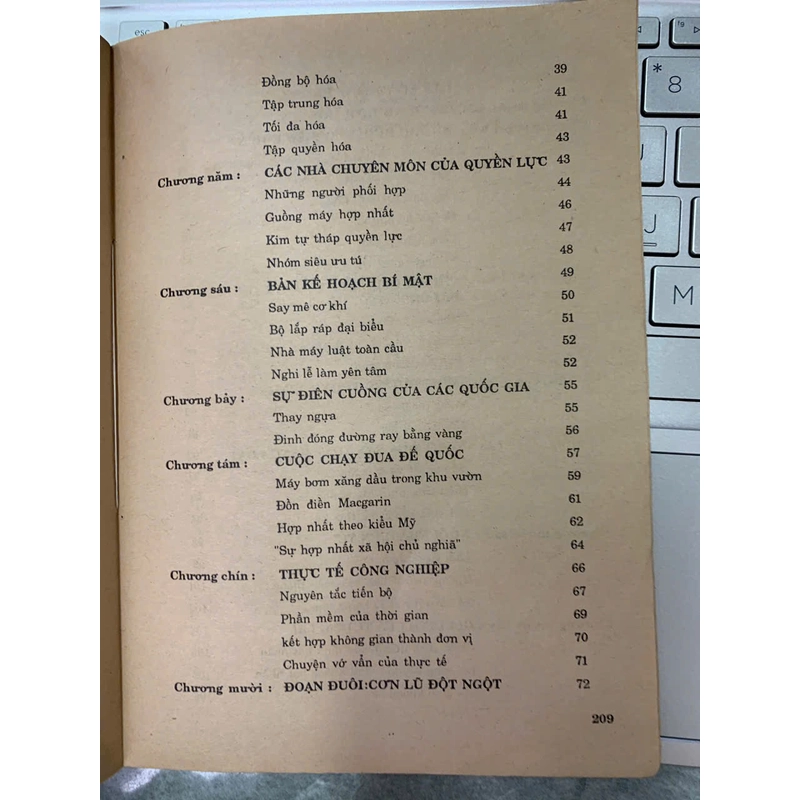 esc
f9
*
8
U
J
M
Đồng bộ hóa 39
Tập trung hóa 41
Tối đa hóa 41
Tập quyền hóa 43
Chương năm : CÁC NHÀ CHUYÊN MÔN CỦA QUYỀN LỰC 43
Những người phối hợp 44
Guồng máy hợp nhất 46
Kim tự tháp quyền lực 47
Nhóm siêu ưu tú 48
Chương sáu : BẢN KẾ HOẠCH BÍ MẬT 49
Say mê cơ khí 50
Bộ lắp ráp đại biểu 51
Nhà máy luật toàn cầu 52
Nghi lễ làm yên tâm 52
Chương bảy : SỰ ĐIÊN CUỒNG CỦA CÁC QUỐC GIA 55
Thay ngựa 55
Đinh đóng đường ray bằng vàng 56
Chương tám : CUỘC CHẠY ĐUA ĐẾ QUỐC 57
Máy bơm xăng dầu trong khu vườn 59
Đồn điền Macgarin 61
Hợp nhất theo kiểu Mỹ 62
"Sự hợp nhất xã hội chủ nghiã" 64
Chương chín : THỰC TẾ CÔNG NGHIỆP 66
Nguyên tắc tiến bộ 67
Phần mềm của thời gian 69
kết hợp không gian thành đơn vị 70
Chuyện vớ vẩn của thực tế 71
Chương mười : ĐOẠN ĐUÔI:CƠN LŨ ĐỘT NGỘT 72
209